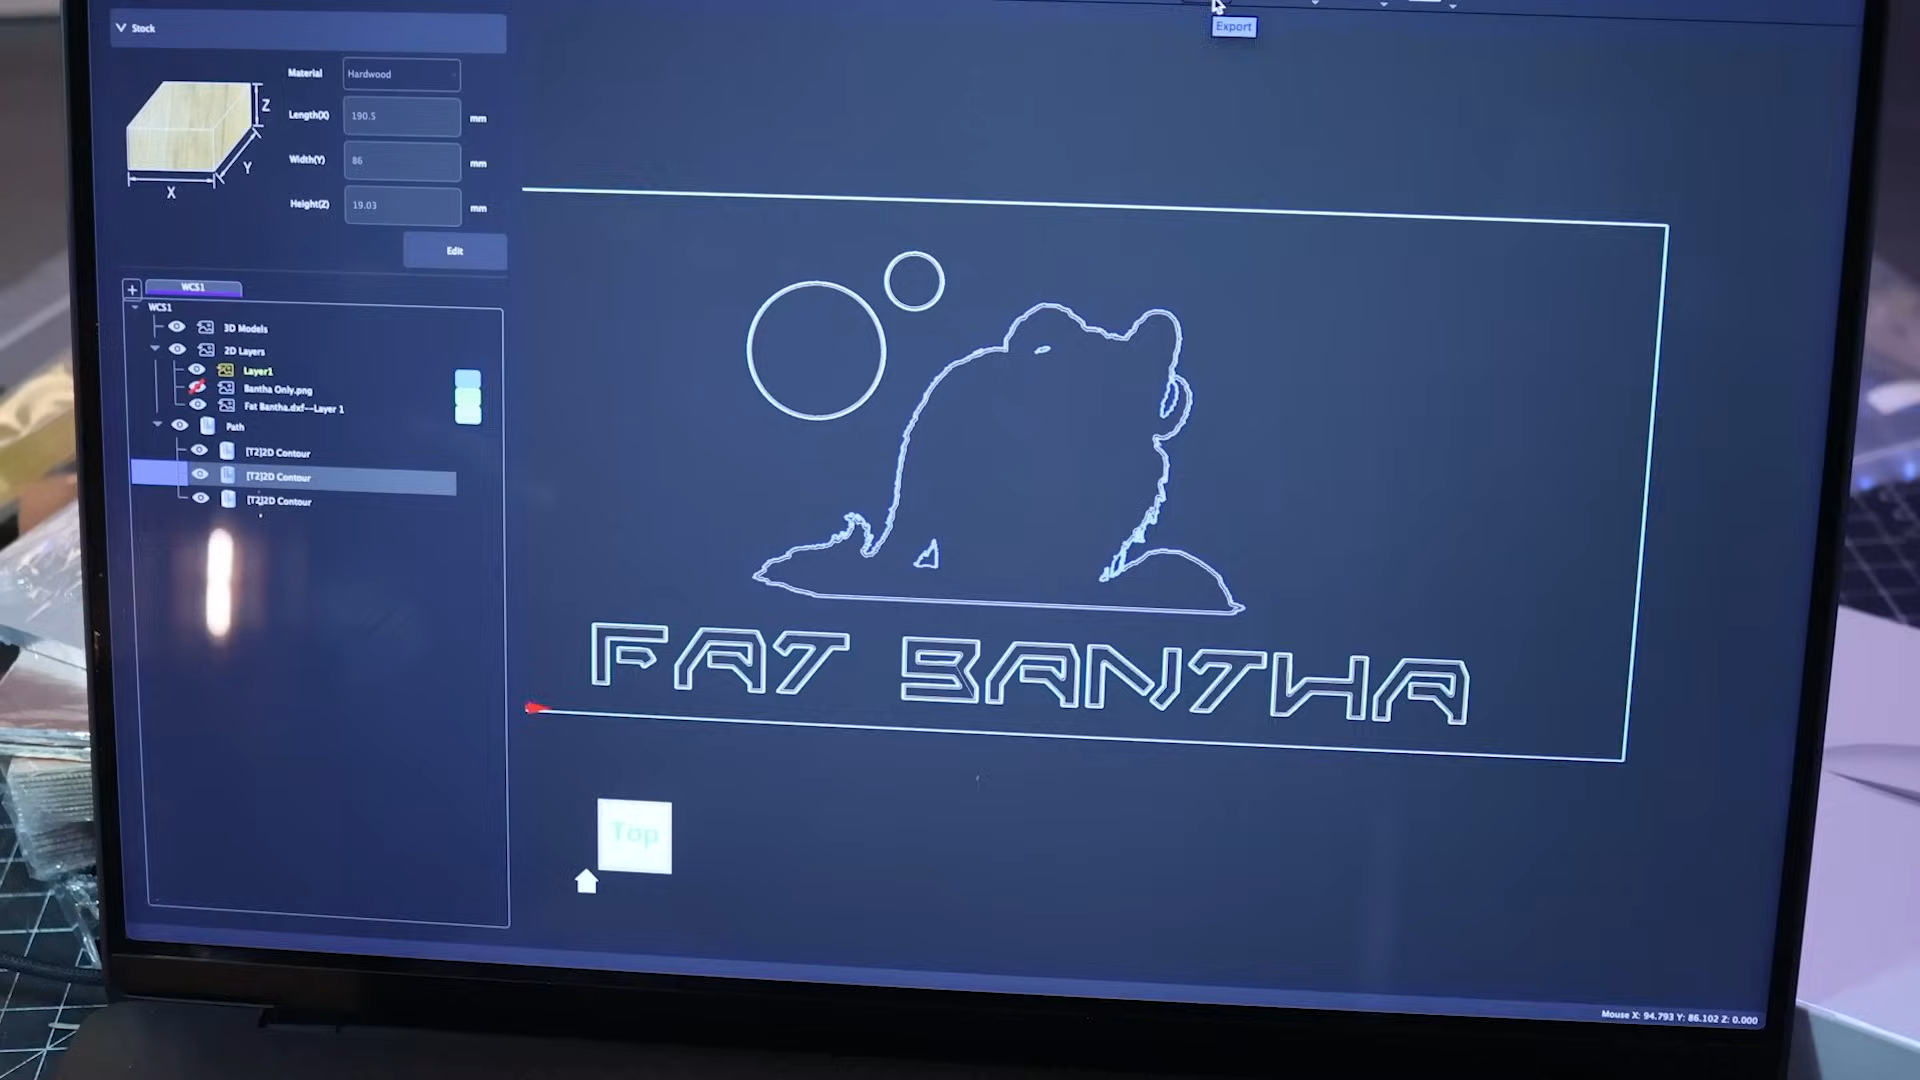 Export
Stock
Material Hardwood
Length(X) 190.5 mm
Width(Y) 86 mm
Height(Z) 19.03 mm
Z
Y
X
Edit
+ WCS1
WCS1
3D Models
2D Layers
Layer1
Bantha Only.png
Fat Bantha.dxf--Layer 1
Path
[T2]2D Contour
[T2]2D Contour
[T2]2D Contour
FAT BANTHA
Top
Mouse X: 94.793 Y: 86.102 Z: 0.000